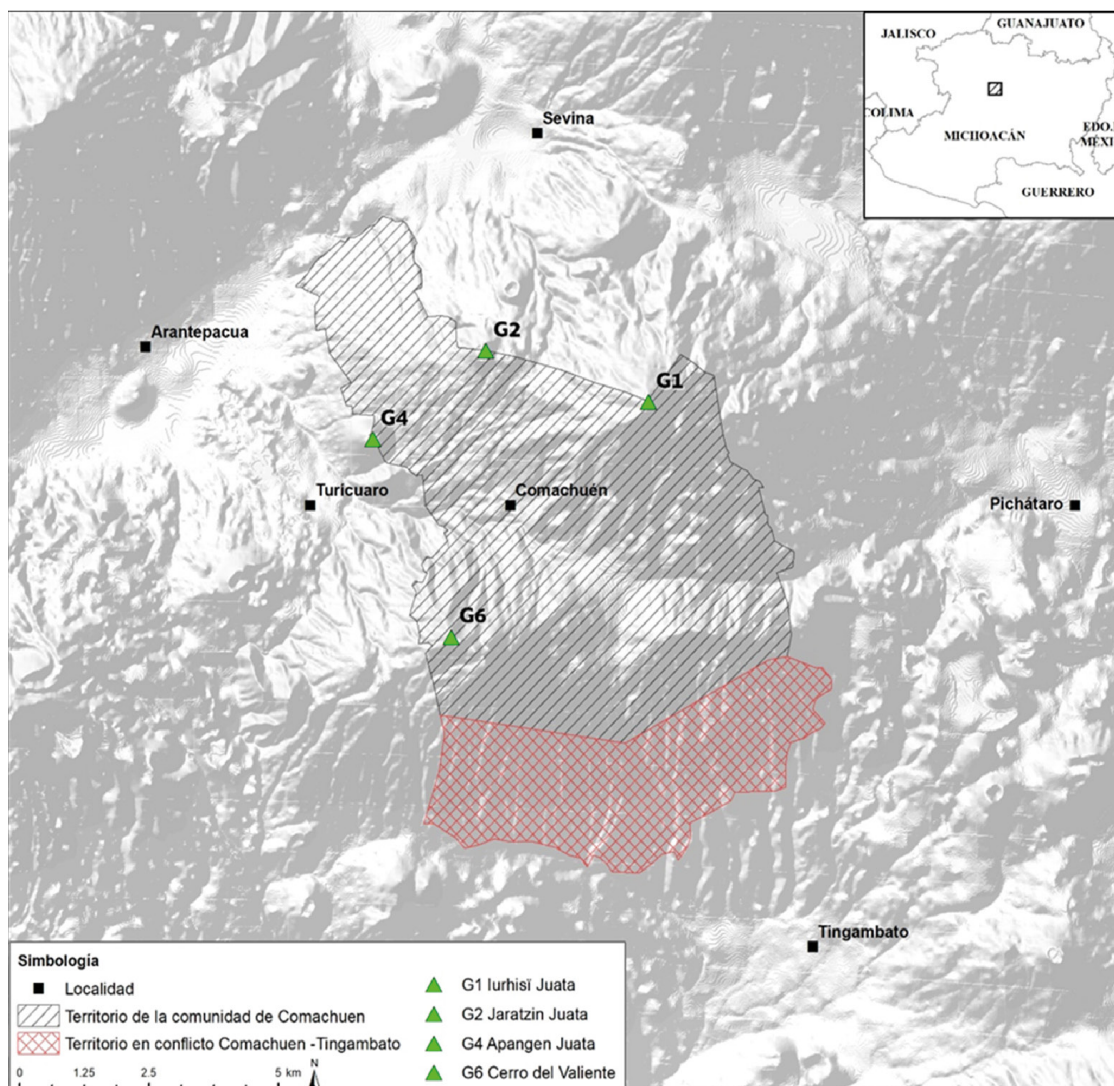 GUANAJUATO
JALISCO
COLIMA
EDO.
MICHOACÁN
MÉXI
GUERRERO
Sevina
Arantepacua
G2
G1
G4
Turicuaro
Comachuén
Pichátaro
G6
Tingambato
Simbología
Localidad
Territorio de la comunidad de Comachuen
Territorio en conflicto Comachuen -Tingambato
0 1.25 2.5 5 km
N
G1 Iurhisï Juata
G2 Jaratzin Juata
G4 Apangen Juata
G6 Cerro del Valiente